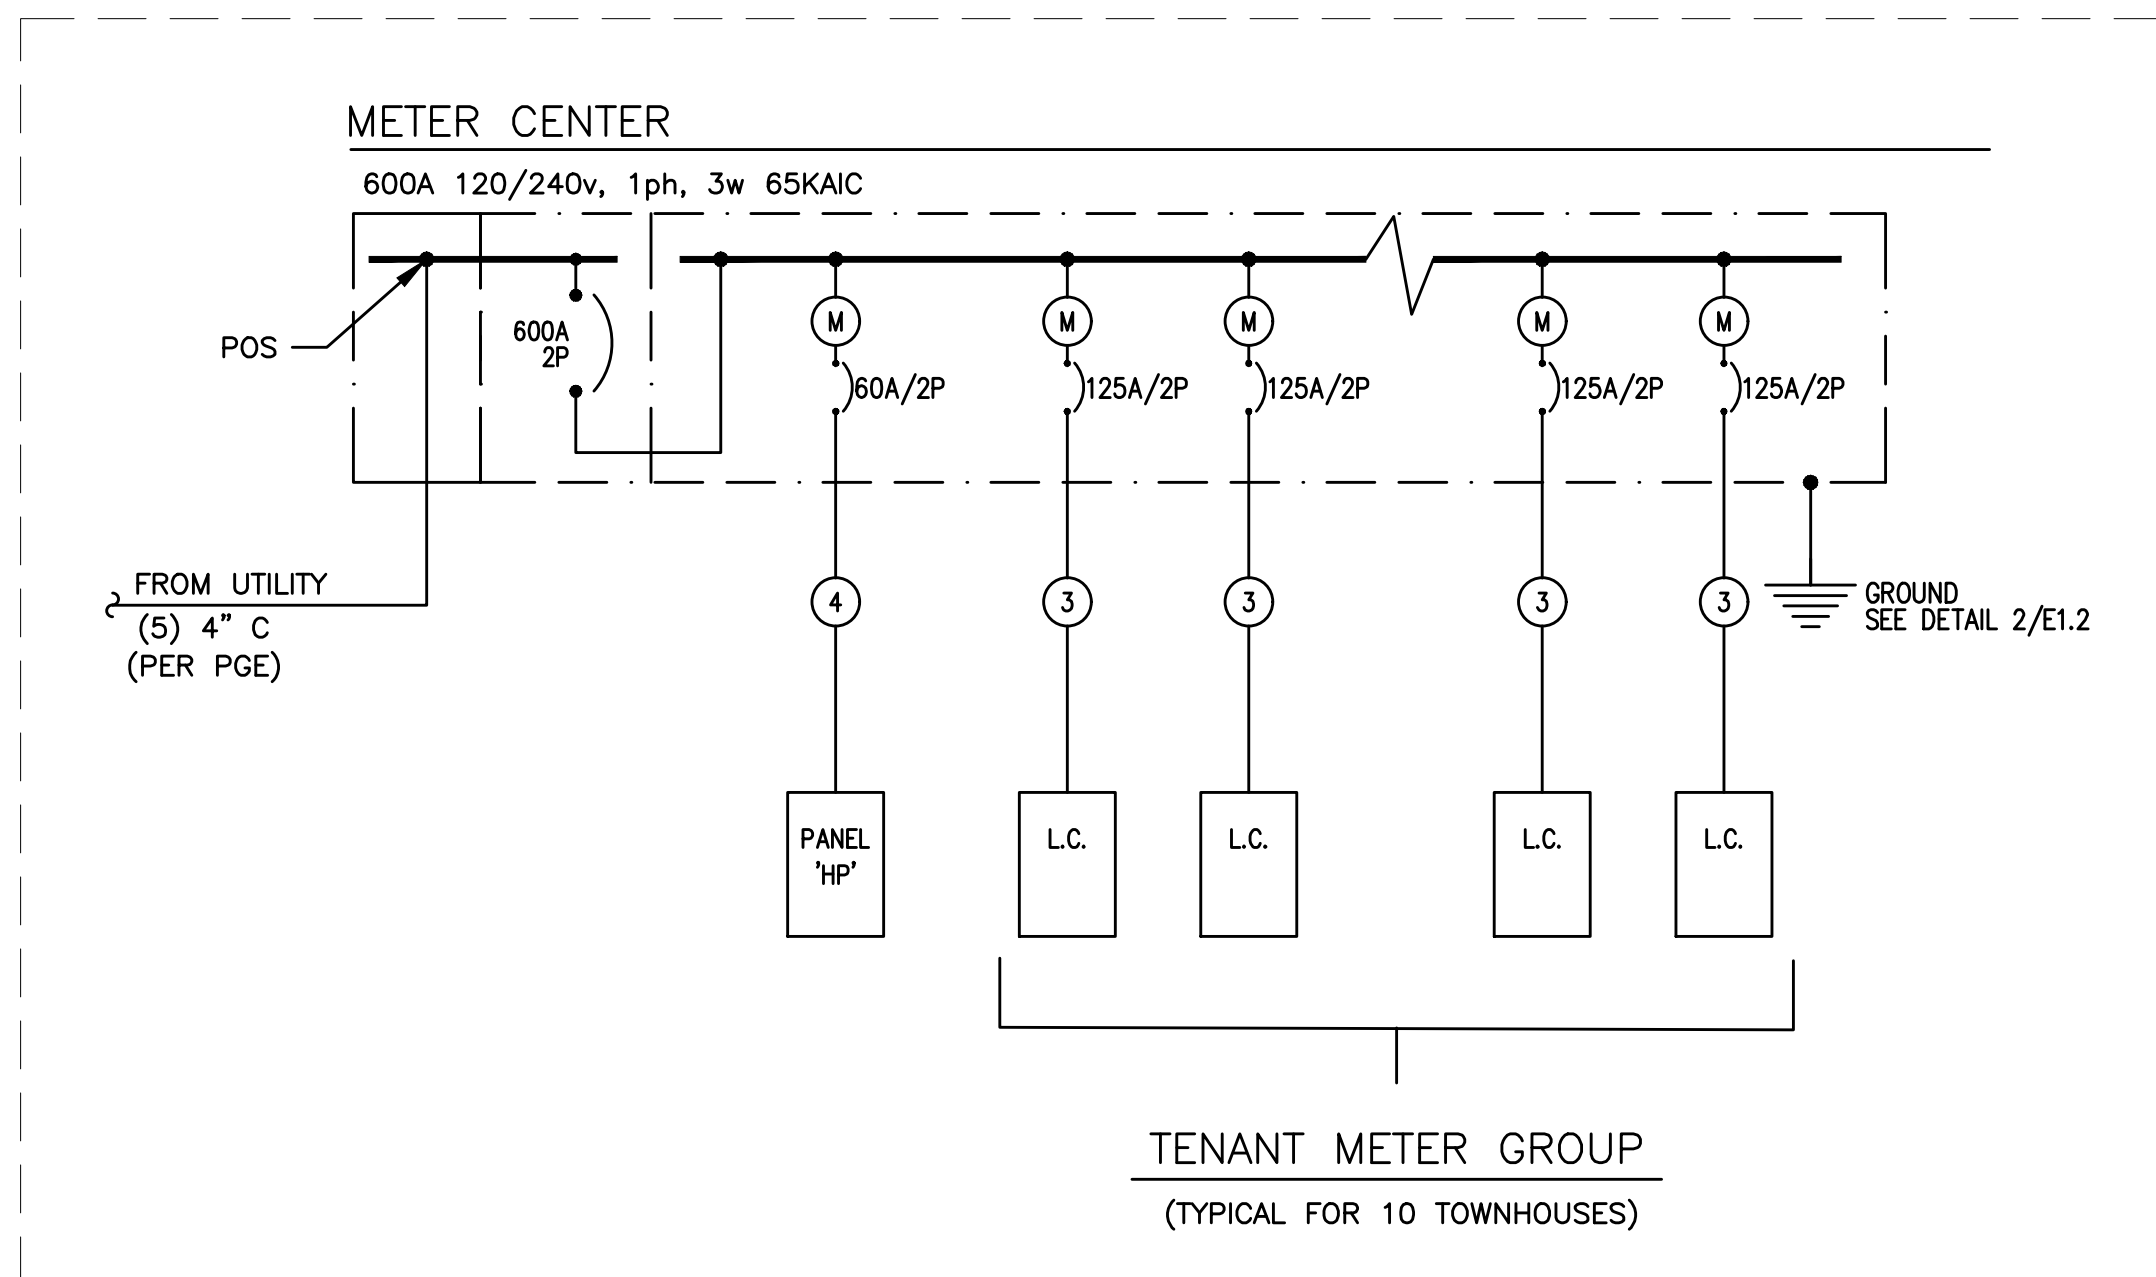 METER CENTER
600A 120/240v, 1ph, 3w 65KAIC
POS
600A
2P
M
M
M
M
M
60A/2P
125A/2P
125A/2P
125A/2P
125A/2P
FROM UTILITY
(5) 4" C
(PER PGE)
4
3
3
3
3
GROUND
SEE DETAIL 2/E1.2
PANEL
'HP'
L.C.
L.C.
L.C.
L.C.
TENANT METER GROUP
(TYPICAL FOR 10 TOWNHOUSES)